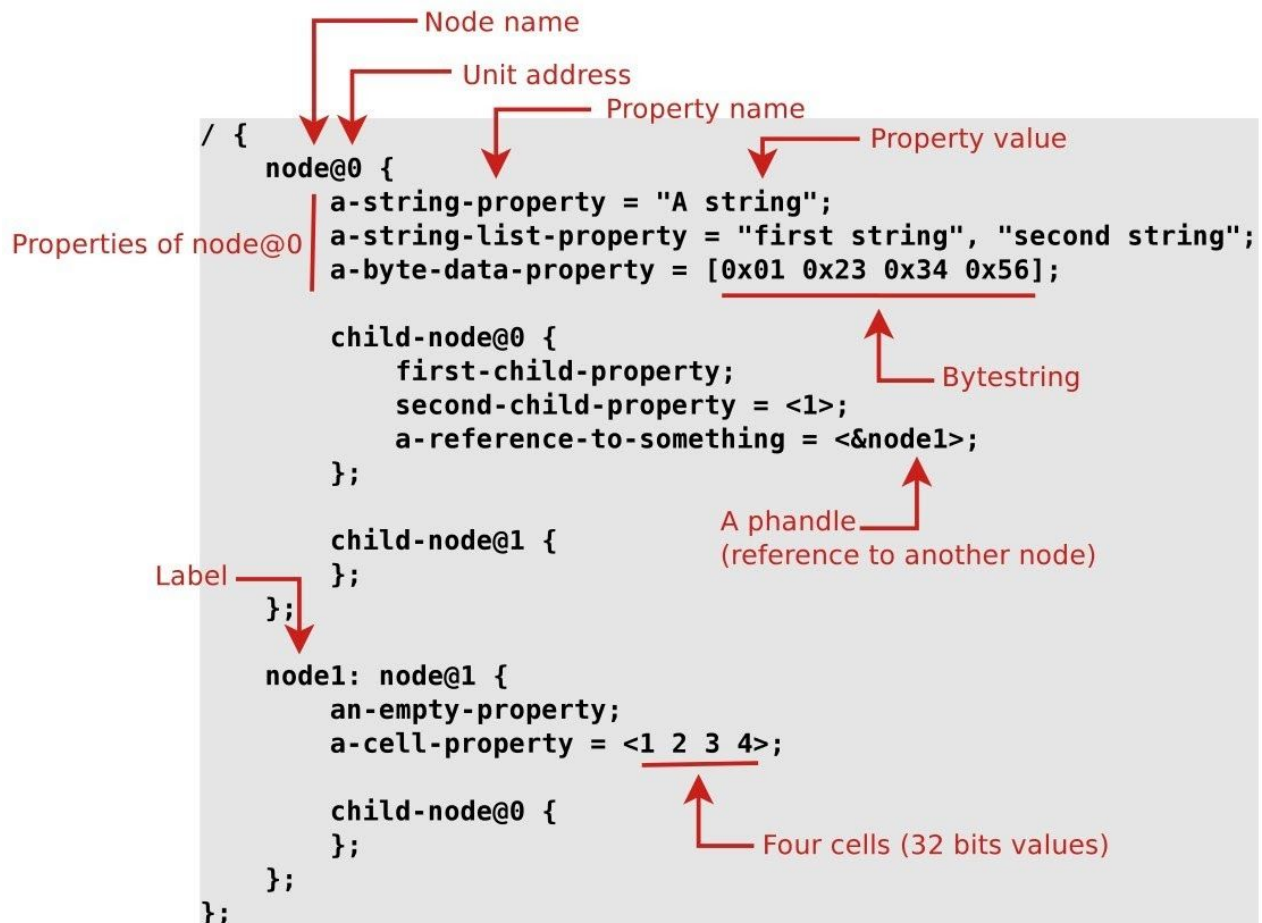 Node name
Unit address
Property name
/ {
Property value
node@0 {
a-string-property = "A string";
Properties of node@0
a-string-list-property = "first string", "second string";
a-byte-data-property = [0x01 0x23 0x34 0x56];
child-node@0 {
first-child-property;
Bytestring
second-child-property = <1>;
a-reference-to-something = <&node1>;
};
A phandle
(reference to another node)
child-node@1 {
Label
};
};
node1: node@1 {
an-empty-property;
a-cell-property = <1 2 3 4>;
child-node@0 {
Four cells (32 bits values)
};
};
};